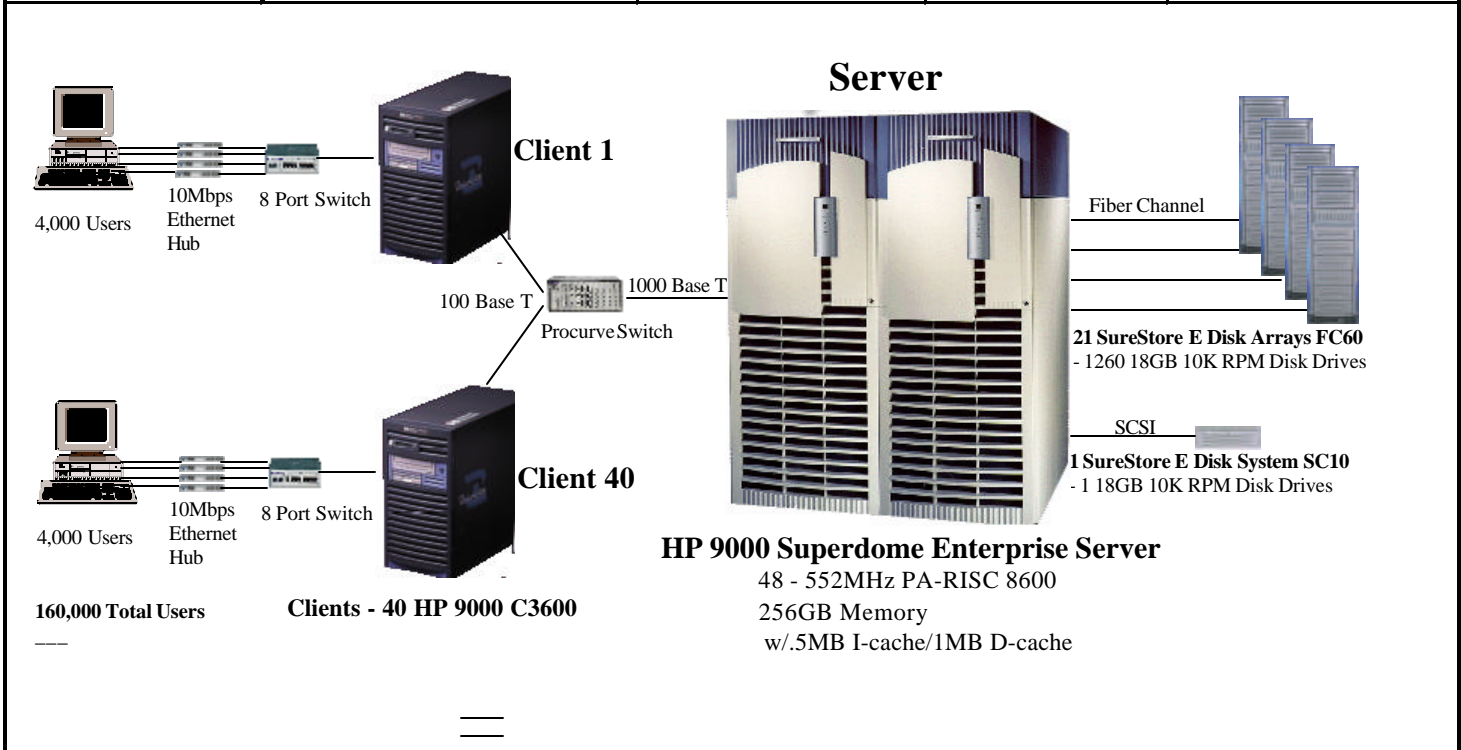 Server
Client 1
10Mbps
Ethernet
Hub
8 Port Switch
4,000 Users
Fiber Channel
100 Base T
1000 Base T
Procurve Switch
21 SureStore E Disk Arrays FC60
- 1260 18GB 10K RPM Disk Drives
SCSI
1 SureStore E Disk System SC10
- 1 18GB 10K RPM Disk Drives
Client 40
10Mbps
Ethernet
Hub
8 Port Switch
4,000 Users
HP 9000 Superdome Enterprise Server
48 - 552MHz PA-RISC 8600
256GB Memory
w/.5MB I-cache/1MB D-cache
160,000 Total Users
Clients - 40 HP 9000 C3600